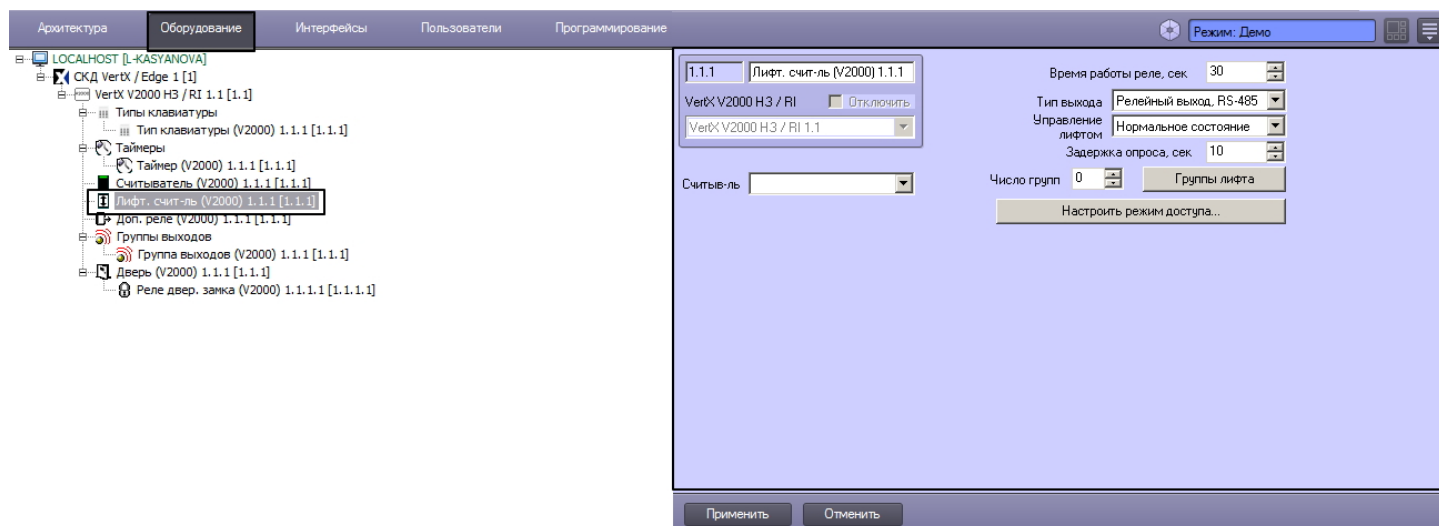 Архитектура Оборудование Интерфейсы Пользователи Программирование Режим: Демо
LOCALHOST [L-KASYANOVA]
СКД VertX / Edge 1 [1]
VertX V2000 НЗ / RI 1.1 [1.1]
Типы клавиатуры
Тип клавиатуры (V2000) 1.1.1 [1.1.1]
Таймеры
Таймер (V2000) 1.1.1 [1.1.1]
Считыватель (V2000) 1.1.1 [1.1.1]
Лифт. счит-ль (V2000) 1.1.1 [1.1.1]
Доп. реле (V2000) 1.1.1 [1.1.1]
Группы выходов
Группа выходов (V2000) 1.1.1 [1.1.1]
Дверь (V2000) 1.1.1 [1.1.1]
Реле двер. замка (V2000) 1.1.1.1 [1.1.1.1]
1.1.1 Лифт. счит-ль (V2000) 1.1.1
VertX V2000 НЗ / RI Отключить
VertX V2000 НЗ / RI 1.1
Считыв-ль
Время работы реле, сек 30
Тип выхода Релейный выход, RS-485
Управление лифтом Нормальное состояние
Задержка опроса, сек 10
Число групп 0 Группы лифта
Настроить режим доступа...
Применить Отменить